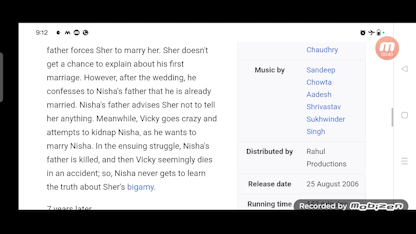 9:12
father forces Sher to marry her. Sher doesn't
get a chance to explain about his first
marriage. However, after the wedding, he
confesses to Nisha's father that he is already
married. Nisha's father advises Sher not to tell
her anything. Meanwhile, Vicky goes crazy and
attempts to kidnap Nisha, as he wants to
marry Nisha. In the ensuing struggle, Nisha's
father is killed, and then Vicky seemingly dies
in an accident; so, Nisha never gets to learn
the truth about Sher's bigamy.
7 years later
Chaudhry
Music by
Sandeep
Chowta
Aadesh
Shrivastav
Sukhwinder
Singh
Distributed by
Rahul
Productions
Release date
25 August 2006
Running time
Recorded by MOBIZEN